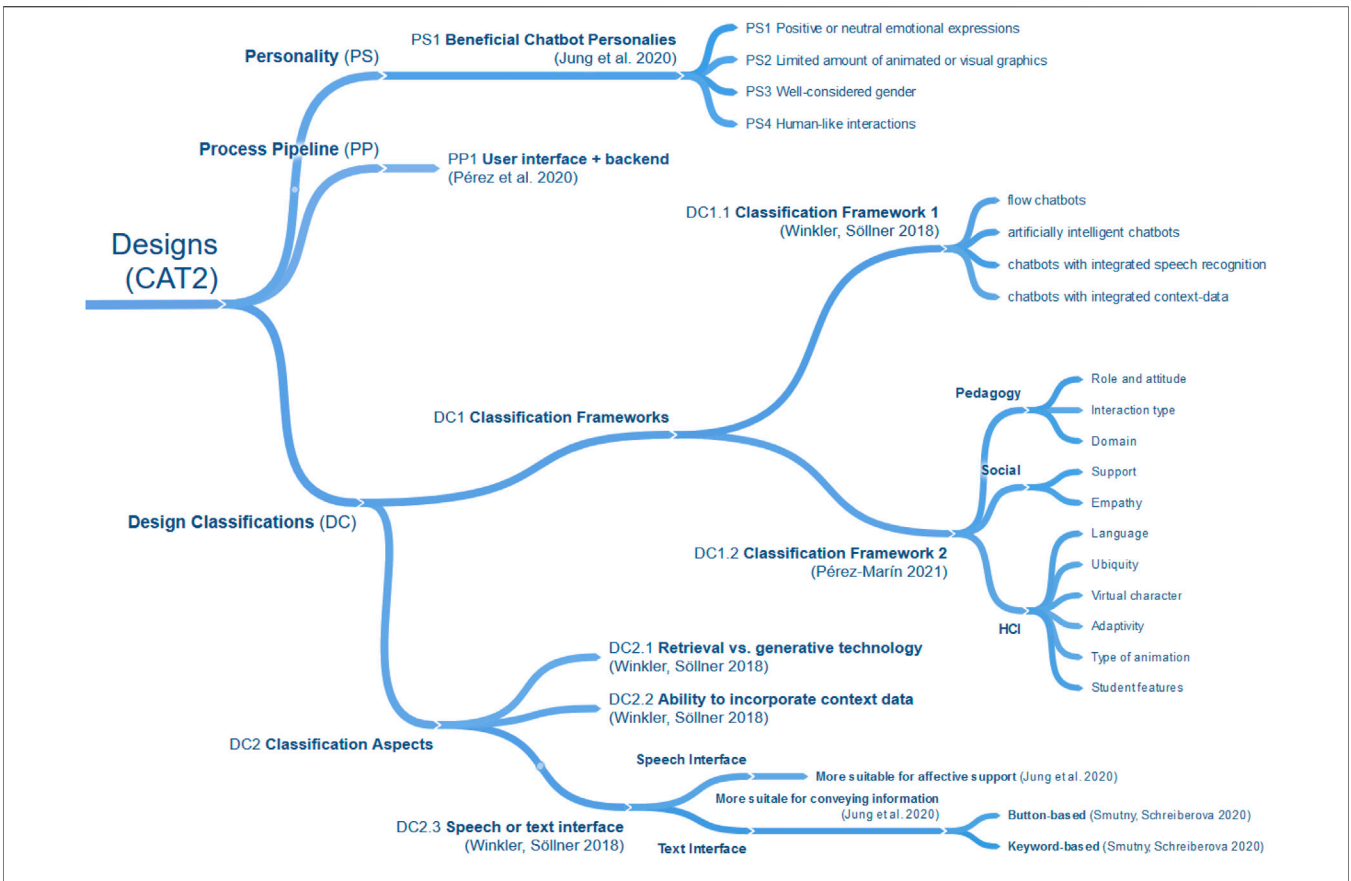 Designs
(CAT2)
Personality (PS)
PS1 Beneficial Chatbot Personalies
(Jung et al. 2020)
PS1 Positive or neutral emotional expressions
PS2 Limited amount of animated or visual graphics
PS3 Well-considered gender
PS4 Human-like interactions
Process Pipeline (PP)
PP1 User interface + backend
(Pérez et al. 2020)
Design Classifications (DC)
DC1 Classification Frameworks
DC1.1 Classification Framework 1
(Winkler, Söllner 2018)
flow chatbots
artificially intelligent chatbots
chatbots with integrated speech recognition
chatbots with integrated context-data
DC1.2 Classification Framework 2
(Pérez-Marín 2021)
Pedagogy
Role and attitude
Interaction type
Domain
Social
Support
Empathy
HCI
Language
Ubiquity
Virtual character
Adaptivity
Type of animation
Student features
DC2 Classification Aspects
DC2.1 Retrieval vs. generative technology
(Winkler, Söllner 2018)
DC2.2 Ability to incorporate context data
(Winkler, Söllner 2018)
DC2.3 Speech or text interface
(Winkler, Söllner 2018)
Speech Interface
More suitable for affective support (Jung et al. 2020)
Text Interface
More suitale for conveying information
(Jung et al. 2020)
Button-based (Smutny, Schreiberova 2020)
Keyword-based (Smutny, Schreiberova 2020)